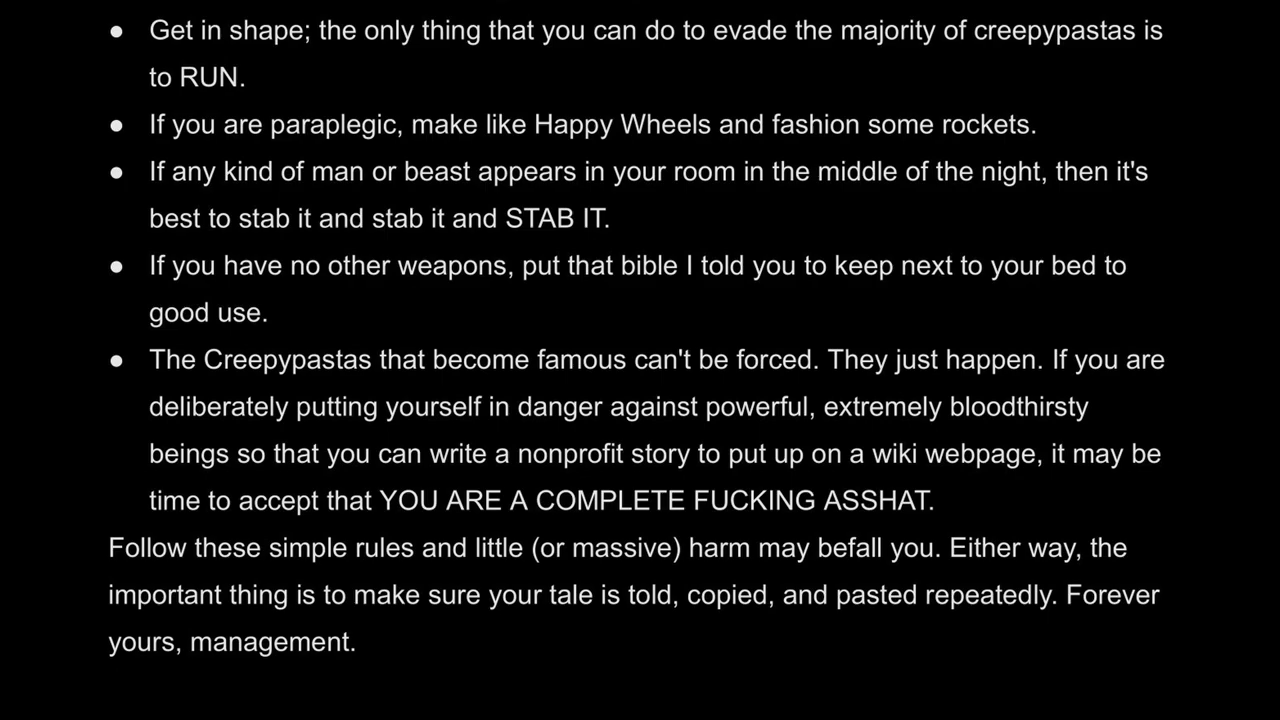 ● Get in shape; the only thing that you can do to evade the majority of creepypastas is
to RUN.
● If you are paraplegic, make like Happy Wheels and fashion some rockets.
● If any kind of man or beast appears in your room in the middle of the night, then it's
best to stab it and stab it and STAB IT.
● If you have no other weapons, put that bible I told you to keep next to your bed to
good use.
● The Creepypastas that become famous can't be forced. They just happen. If you are
deliberately putting yourself in danger against powerful, extremely bloodthirsty
beings so that you can write a nonprofit story to put up on a wiki webpage, it may be
time to accept that YOU ARE A COMPLETE FUCKING ASSHAT.
Follow these simple rules and little (or massive) harm may befall you. Either way, the
important thing is to make sure your tale is told, copied, and pasted repeatedly. Forever
yours, management.